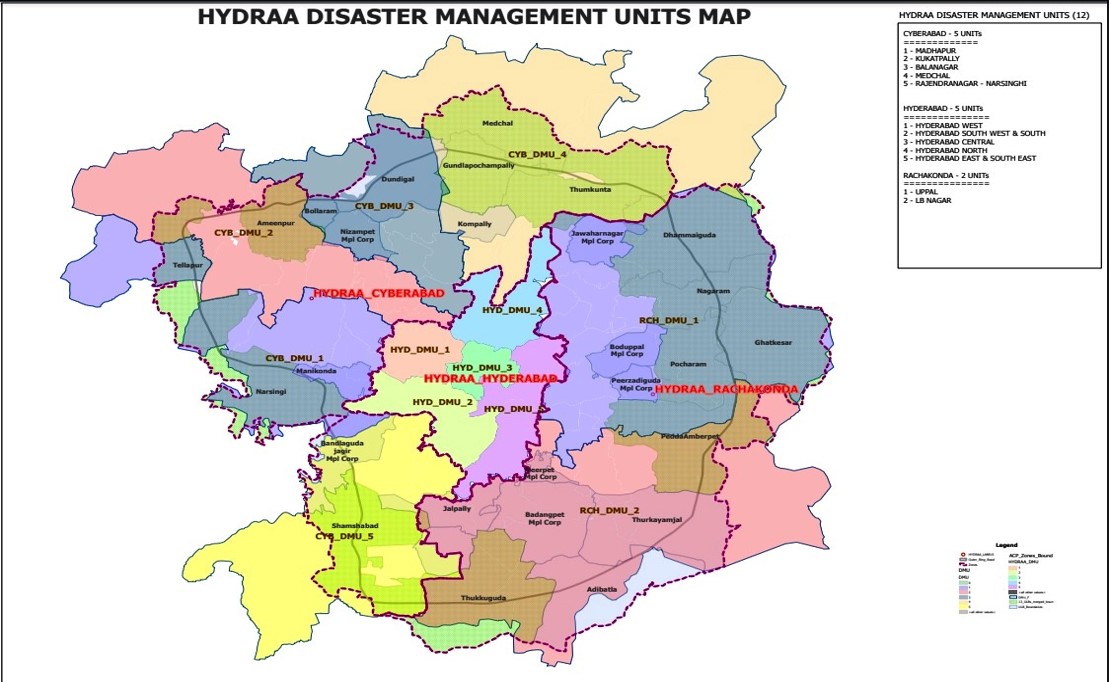 HYDRAA DISASTER MANAGEMENT UNITS MAP
HYDRAA DISASTER MANAGEMENT UNITS (12)
CYBERABAD - 5 UNITs
=============
1 - MADHAPUR
2 - KUKATPALLY
3 - BALANAGAR
4 - MEDCHAL
5 - RAJENDRANAGAR - NARSINGHI
HYDERABAD - 5 UNITs
===============
1 - HYDERABAD WEST
2 - HYDERABAD SOUTH WEST & SOUTH
3 - HYDERABAD CENTRAL
4 - HYDERABAD NORTH
5 - HYDERABAD EAST & SOUTH EAST
RACHAKONDA - 2 UNITs
===============
1 - UPPAL
2 - LB NAGAR
Medchal
CYB_DMU_4
Gundlapochampally
Dundigal
Thumkunta
CYB_DMU_3
Bollaram
Ameenpur
Kompally
CYB_DMU_2
Nizampet
Mpl Corp
Jawaharnagar
Mpl Corp
Dhammaiguda
Tellapur
HYDRAA_CYBERABAD
Nagaram
HYD_DMU_4
RCH_DMU_1
Ghatkesar
HYD_DMU_1
Boduppal
Mpl Corp
CYB_DMU_1
Manikonda
HYD_DMU_3
Pocharam
HYDRAA_HYDERABAD
Peerzadiguda
Mpl Corp
HYDRAA_RACHAKONDA
Narsingi
HYD_DMU_2
HYD_DMU_5
PeddaAmberpet
Bandlaguda
jagir
Mpl Corp
Meerpet
Mpl Corp
Jalpally
Badangpet
Mpl Corp
RCH_DMU_2
Thurkayamjal
Shamshabad
CYB_DMU_5
Thukkuguda
Adibatla
Legend
ACP_Zones_Bound
HYDRAA_DMU
DMU
DMU